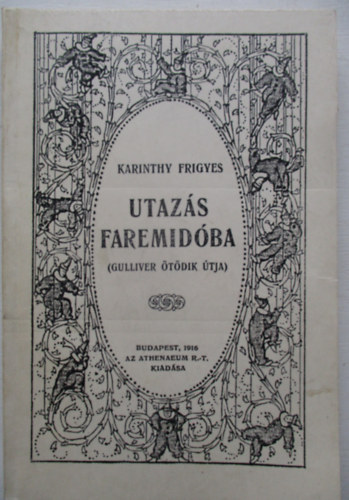 KARINTHY FRIGYES
UTAZÁS
FAREMIDÓBA
(GULLIVER ÖTÖDIK ÚTJA)
BUDAPEST, 1916
AZ ATHENAEUM R.-T.
KIADÁSA